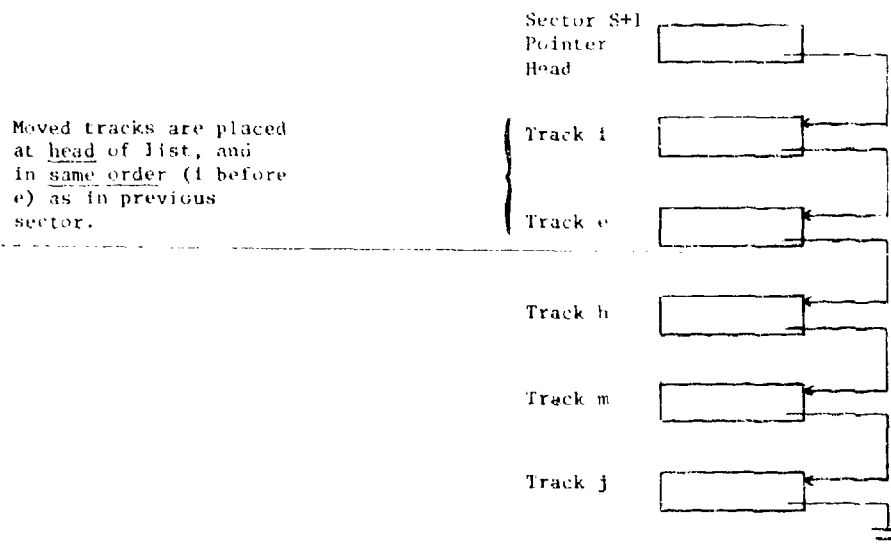 Sector S+1
Pointer
Head
Moved tracks are placed
at head of list, and
in same order (i before
e) as in previous
sector.
Track i
Track e
Track h
Track m
Track j